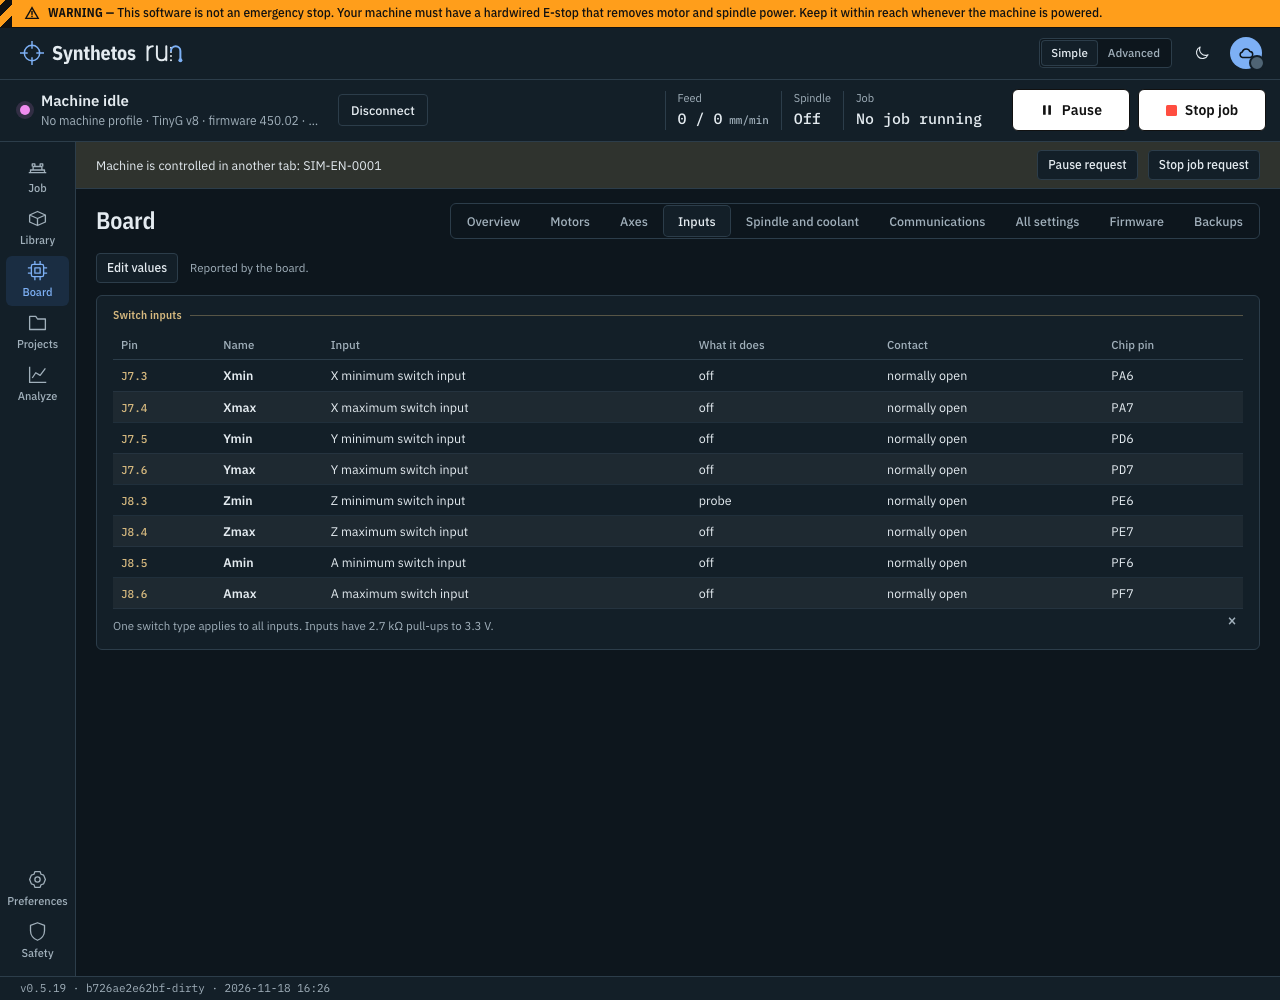 WARNING — This software is not an emergency stop. Your machine must have a hardwired E-stop that removes motor and spindle power. Keep it within reach whenever the machine is powered.
Synthetos run
Simple Advanced
Machine idle
No machine profile · TinyG v8 · firmware 450.02 · ...
Disconnect
Feed
0 / 0 mm/min
Spindle
Off
Job
No job running
Pause
Stop job
Job
Library
Board
Projects
Analyze
Preferences
Safety
Machine is controlled in another tab: SIM-EN-0001
Pause request
Stop job request
Board
Overview Motors Axes Inputs Spindle and coolant Communications All settings Firmware Backups
Edit values
Reported by the board.
Switch inputs
Pin Name Input What it does Contact Chip pin
J7.3 Xmin X minimum switch input off normally open PA6
J7.4 Xmax X maximum switch input off normally open PA7
J7.5 Ymin Y minimum switch input off normally open PD6
J7.6 Ymax Y maximum switch input off normally open PD7
J8.3 Zmin Z minimum switch input probe normally open PE6
J8.4 Zmax Z maximum switch input off normally open PE7
J8.5 Amin A minimum switch input off normally open PF6
J8.6 Amax A maximum switch input off normally open PF7
One switch type applies to all inputs. Inputs have 2.7 kΩ pull-ups to 3.3 V.
v0.5.19 · b726ae2e62bf-dirty · 2026-11-18 16:26